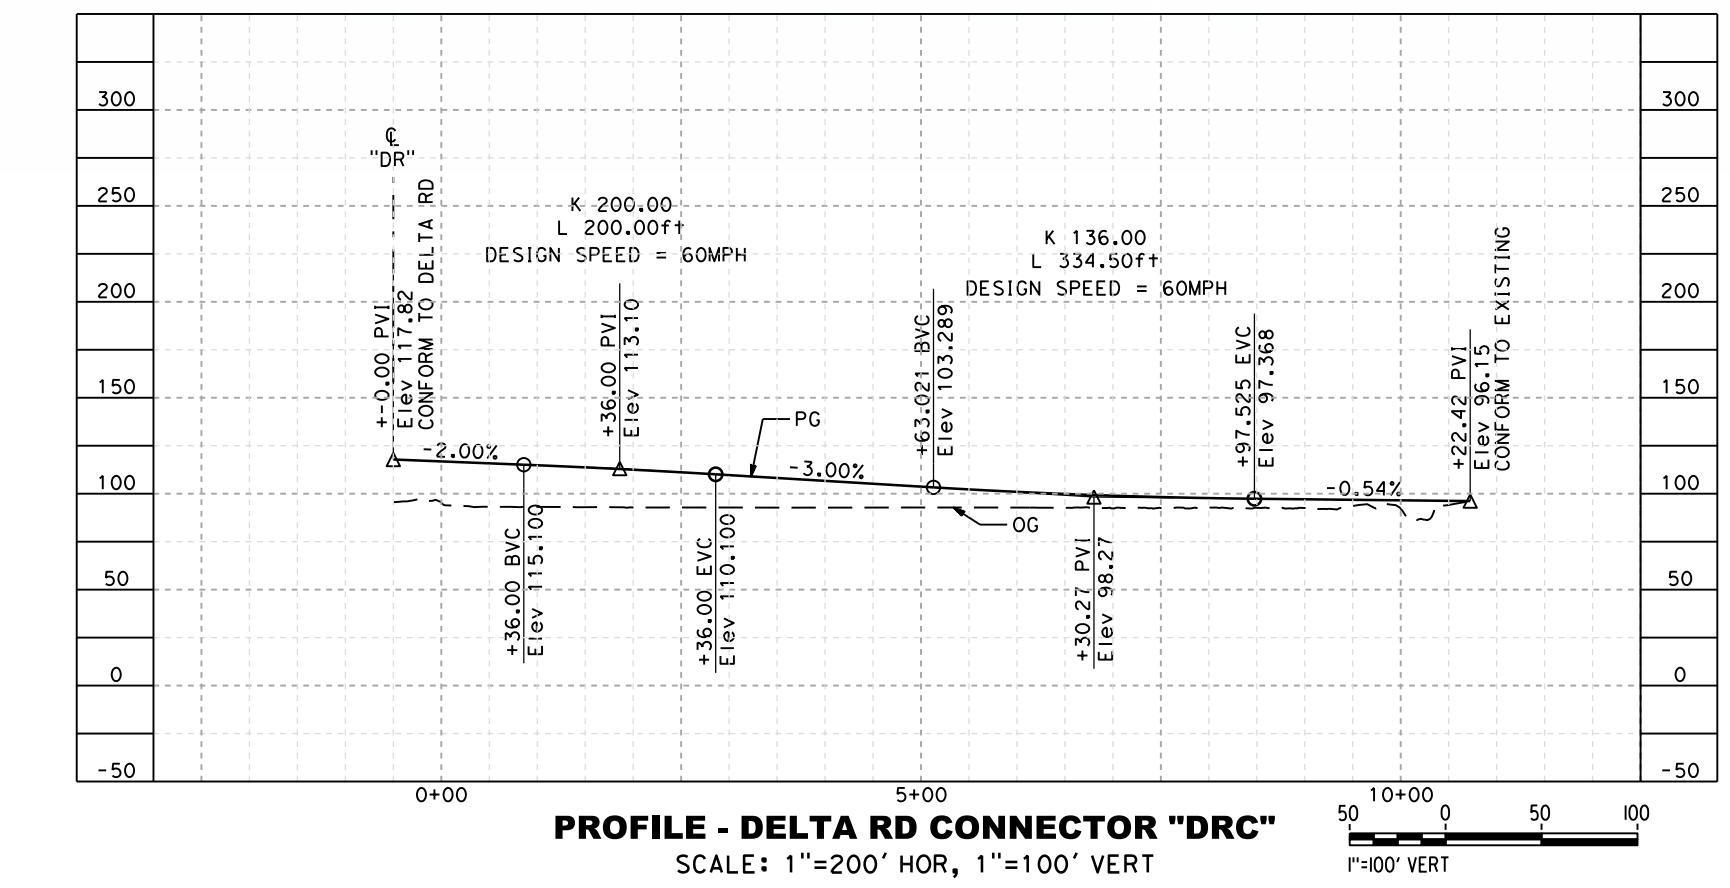 300
250
200
150
100
50
0
-50
℄
"DR"
+-0.00 PVI
Elev 117.82
CONFORM TO DELTA RD
K 200.00
L 200.00ft
DESIGN SPEED = 60MPH
+36.00 PVI
Elev 113.10
K 136.00
L 334.50ft
DESIGN SPEED = 60MPH
+63.021 BVC
Elev 103.289
+97.525 EVC
Elev 97.368
+22.42 PVI
Elev 96.15
CONFORM TO EXISTING
-2.00%
PG
-3.00%
-0.54%
OG
+36.00 BVC
Elev 115.100
+36.00 EVC
Elev 110.100
+30.27 PVI
Elev 98.27
300
250
200
150
100
50
0
-50
0+00 5+00 10+00
PROFILE - DELTA RD CONNECTOR "DRC"
SCALE: 1"=200' HOR, 1"=100' VERT
50 0 50 100
1"=100' VERT